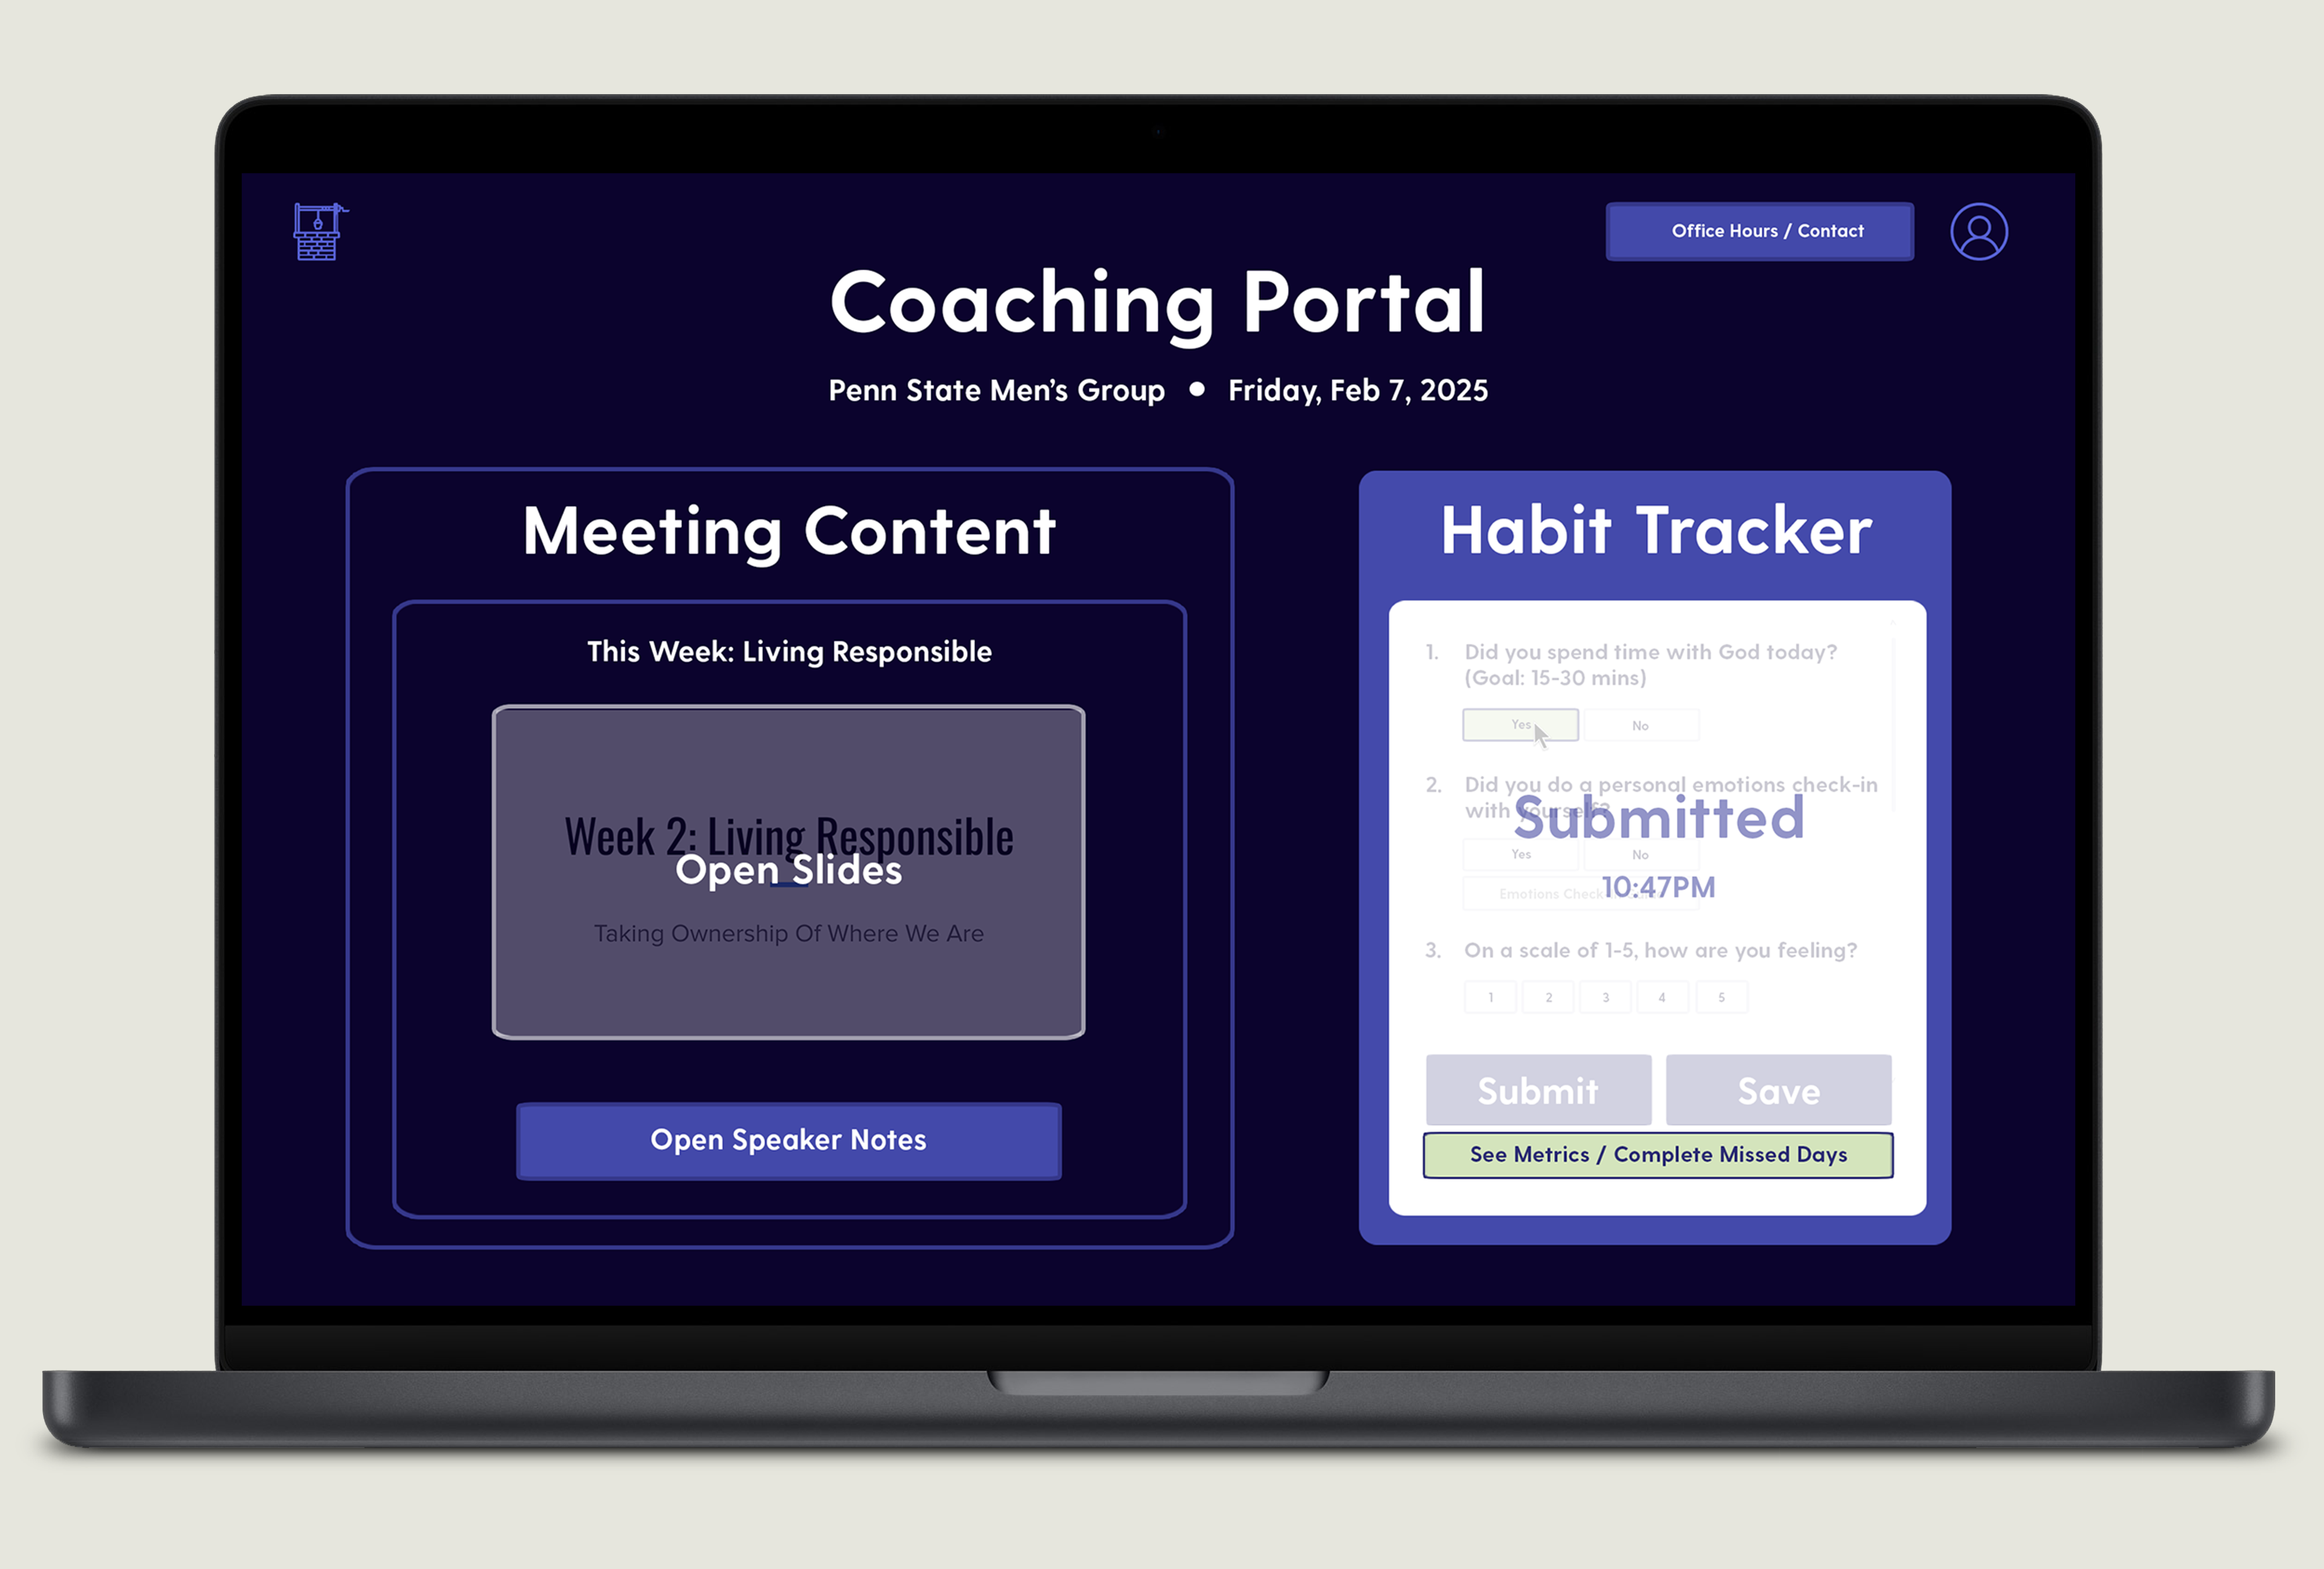 Office Hours / Contact
Coaching Portal
Penn State Men's Group • Friday, Feb 7, 2025
Meeting Content
This Week: Living Responsible
Week 2: Living Responsible
Open Slides
Taking Ownership Of Where We Are
Open Speaker Notes
Habit Tracker
1. Did you spend time with God today?
(Goal: 15-30 mins)
Yes No
2. Did you do a personal emotions check-in
with yourself?
Submitted
Yes No
Emotions Check
10:47PM
3. On a scale of 1-5, how are you feeling?
1 2 3 4 5
Submit Save
See Metrics / Complete Missed Days